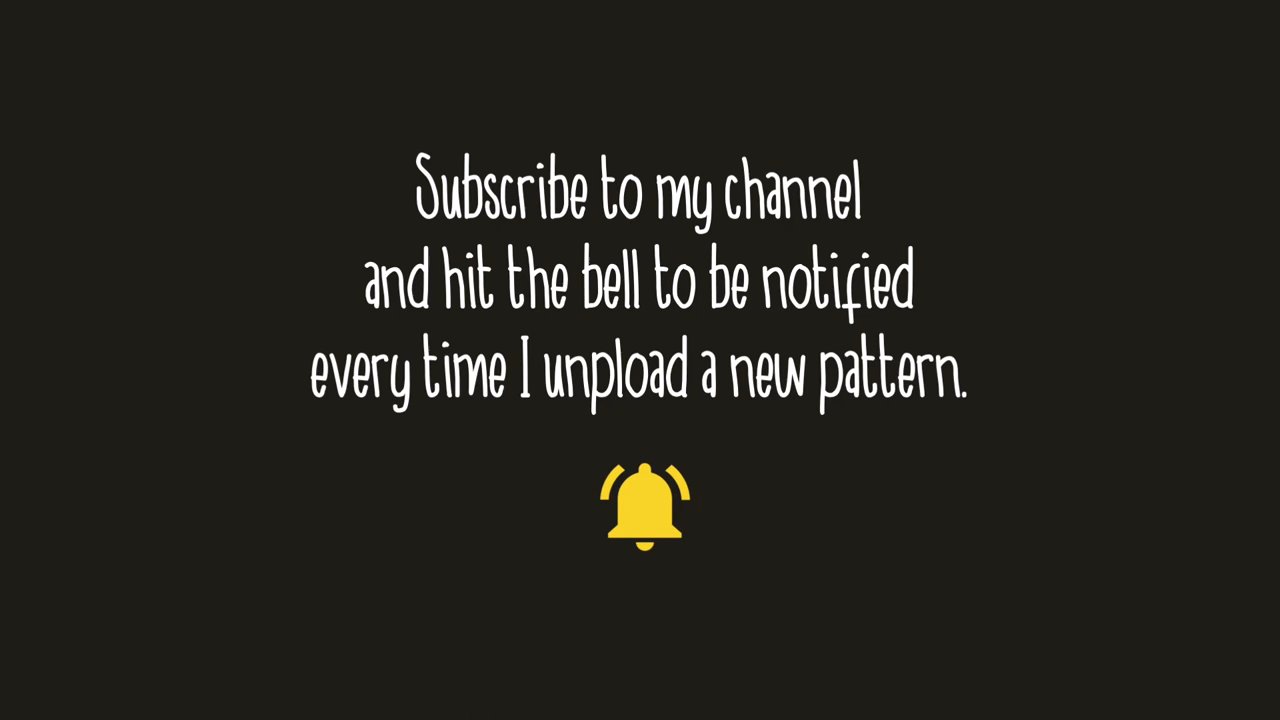 Subscribe to my channel
and hit the bell to be notified
every time I unpload a new pattern.